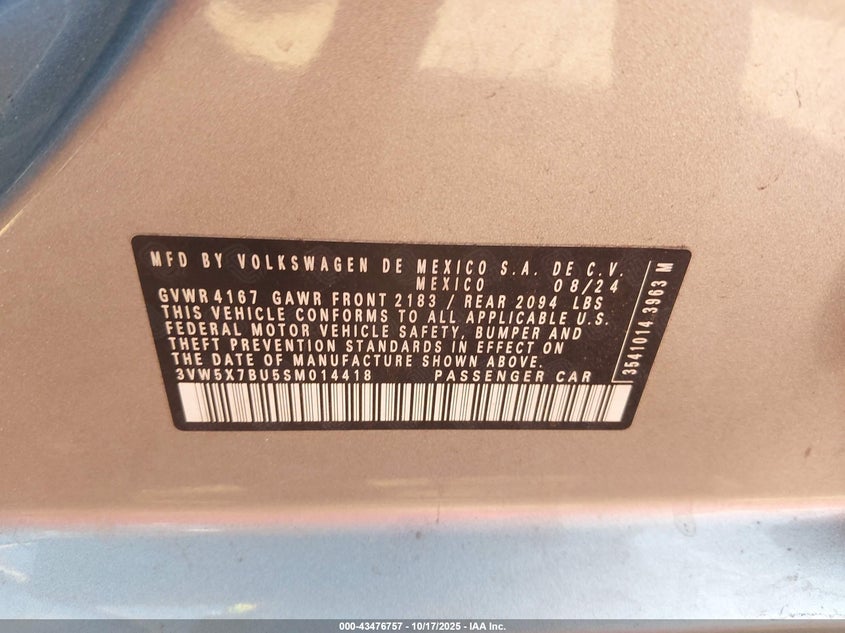 MFD BY VOLKSWAGEN DE MEXICO S.A. DE C.V.
MEXICO 08/24
GVWR 4167 GAWR FRONT 2183 / REAR 2094 LBS
THIS VEHICLE CONFORMS TO ALL APPLICABLE U.S.
FEDERAL MOTOR VEHICLE SAFETY, BUMPER AND
THEFT PREVENTION STANDARDS IN EFFECT ON
THE DATE OF MANUFACTURE SHOWN ABOVE.
3VW5X7BU5SM014418 PASSENGER CAR
3541014 3963 M
000-43476757 - 10/17/2025 - IAA Inc.